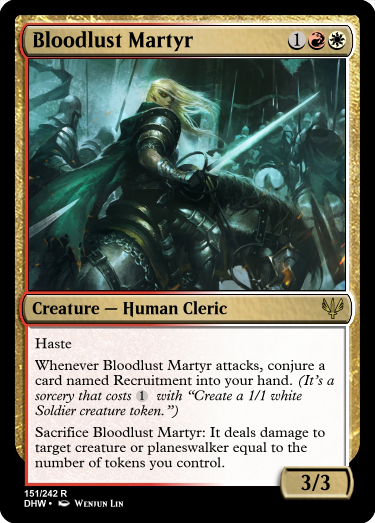 Bloodlust Martyr 1
Creature — Human Cleric
Haste
Whenever Bloodlust Martyr attacks, conjure a
card named Recruitment into your hand. (It's a
sorcery that costs 1 with “Create a 1/1 white
Soldier creature token.”)
Sacrifice Bloodlust Martyr: It deals damage to
target creature or planeswalker equal to the
number of tokens you control.
3/3
151/242 R
DHW • Wenjun Lin